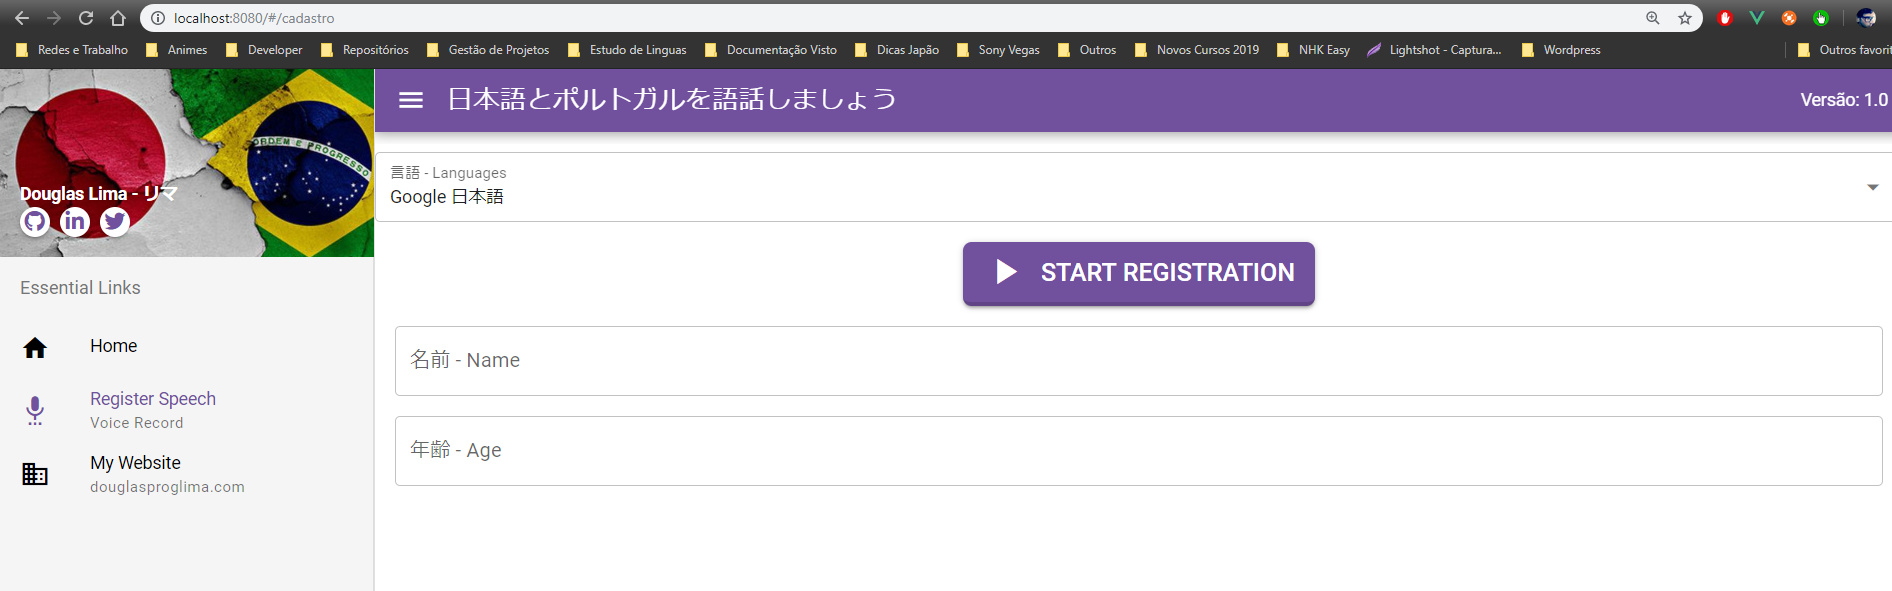 localhost:8080/#/cadastro
Redes e Trabalho Animes Developer Repositórios Gestão de Projetos Estudo de Linguas Documentação Visto Dicas Japão Sony Vegas Outros Novos Cursos 2019 NHK Easy Lightshot - Captura... Wordpress Outros favorit
日本語とポルトガルを語話しましょう
Versão: 1.0
ORDEM E PROGRESSO
Douglas Lima - リマ
in
Essential Links
Home
Register Speech
Voice Record
My Website
douglasproglima.com
言語 - Languages
Google 日本語
START REGISTRATION
名前 - Name
年齢 - Age